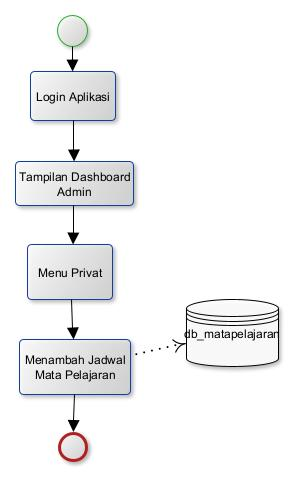 Login Aplikasi
Tampilan Dashboard
Admin
Menu Privat
db_matapelajaran
Menambah Jadwal
Mata Pelajaran